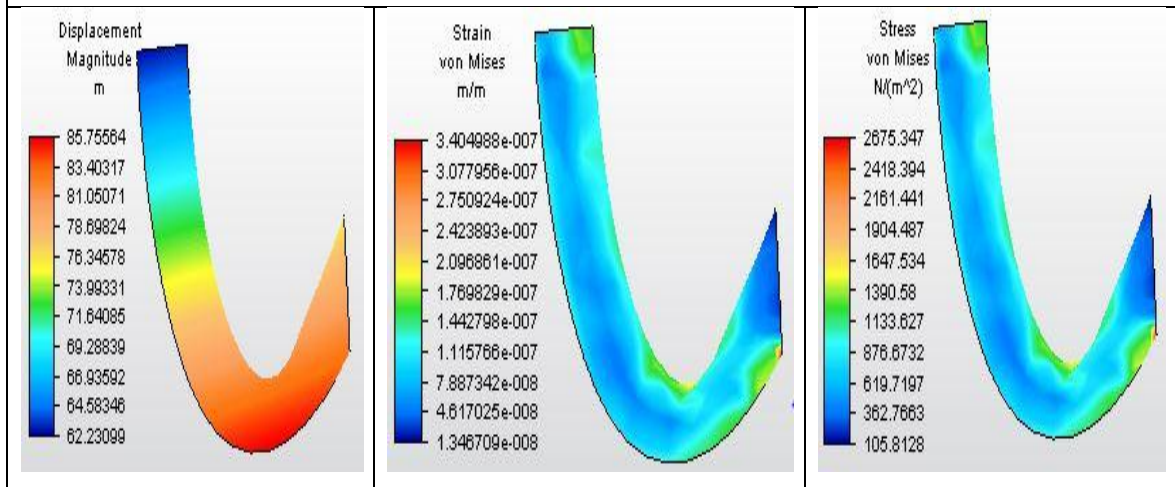 Displacement
Magnitude
m
85.75564
83.40317
81.05071
78.69824
76.34578
73.99331
71.64085
69.28839
66.93592
64.58346
62.23099
Strain
von Mises
m/m
3.404988e-007
3.077956e-007
2.750924e-007
2.423893e-007
2.096861e-007
1.769829e-007
1.442798e-007
1.115766e-007
7.887342e-008
4.617025e-008
1.346709e-008
Stress
von Mises
N/(m^2)
2675.347
2418.394
2161.441
1904.487
1647.534
1390.58
1133.627
876.6732
619.7197
362.7663
105.8128